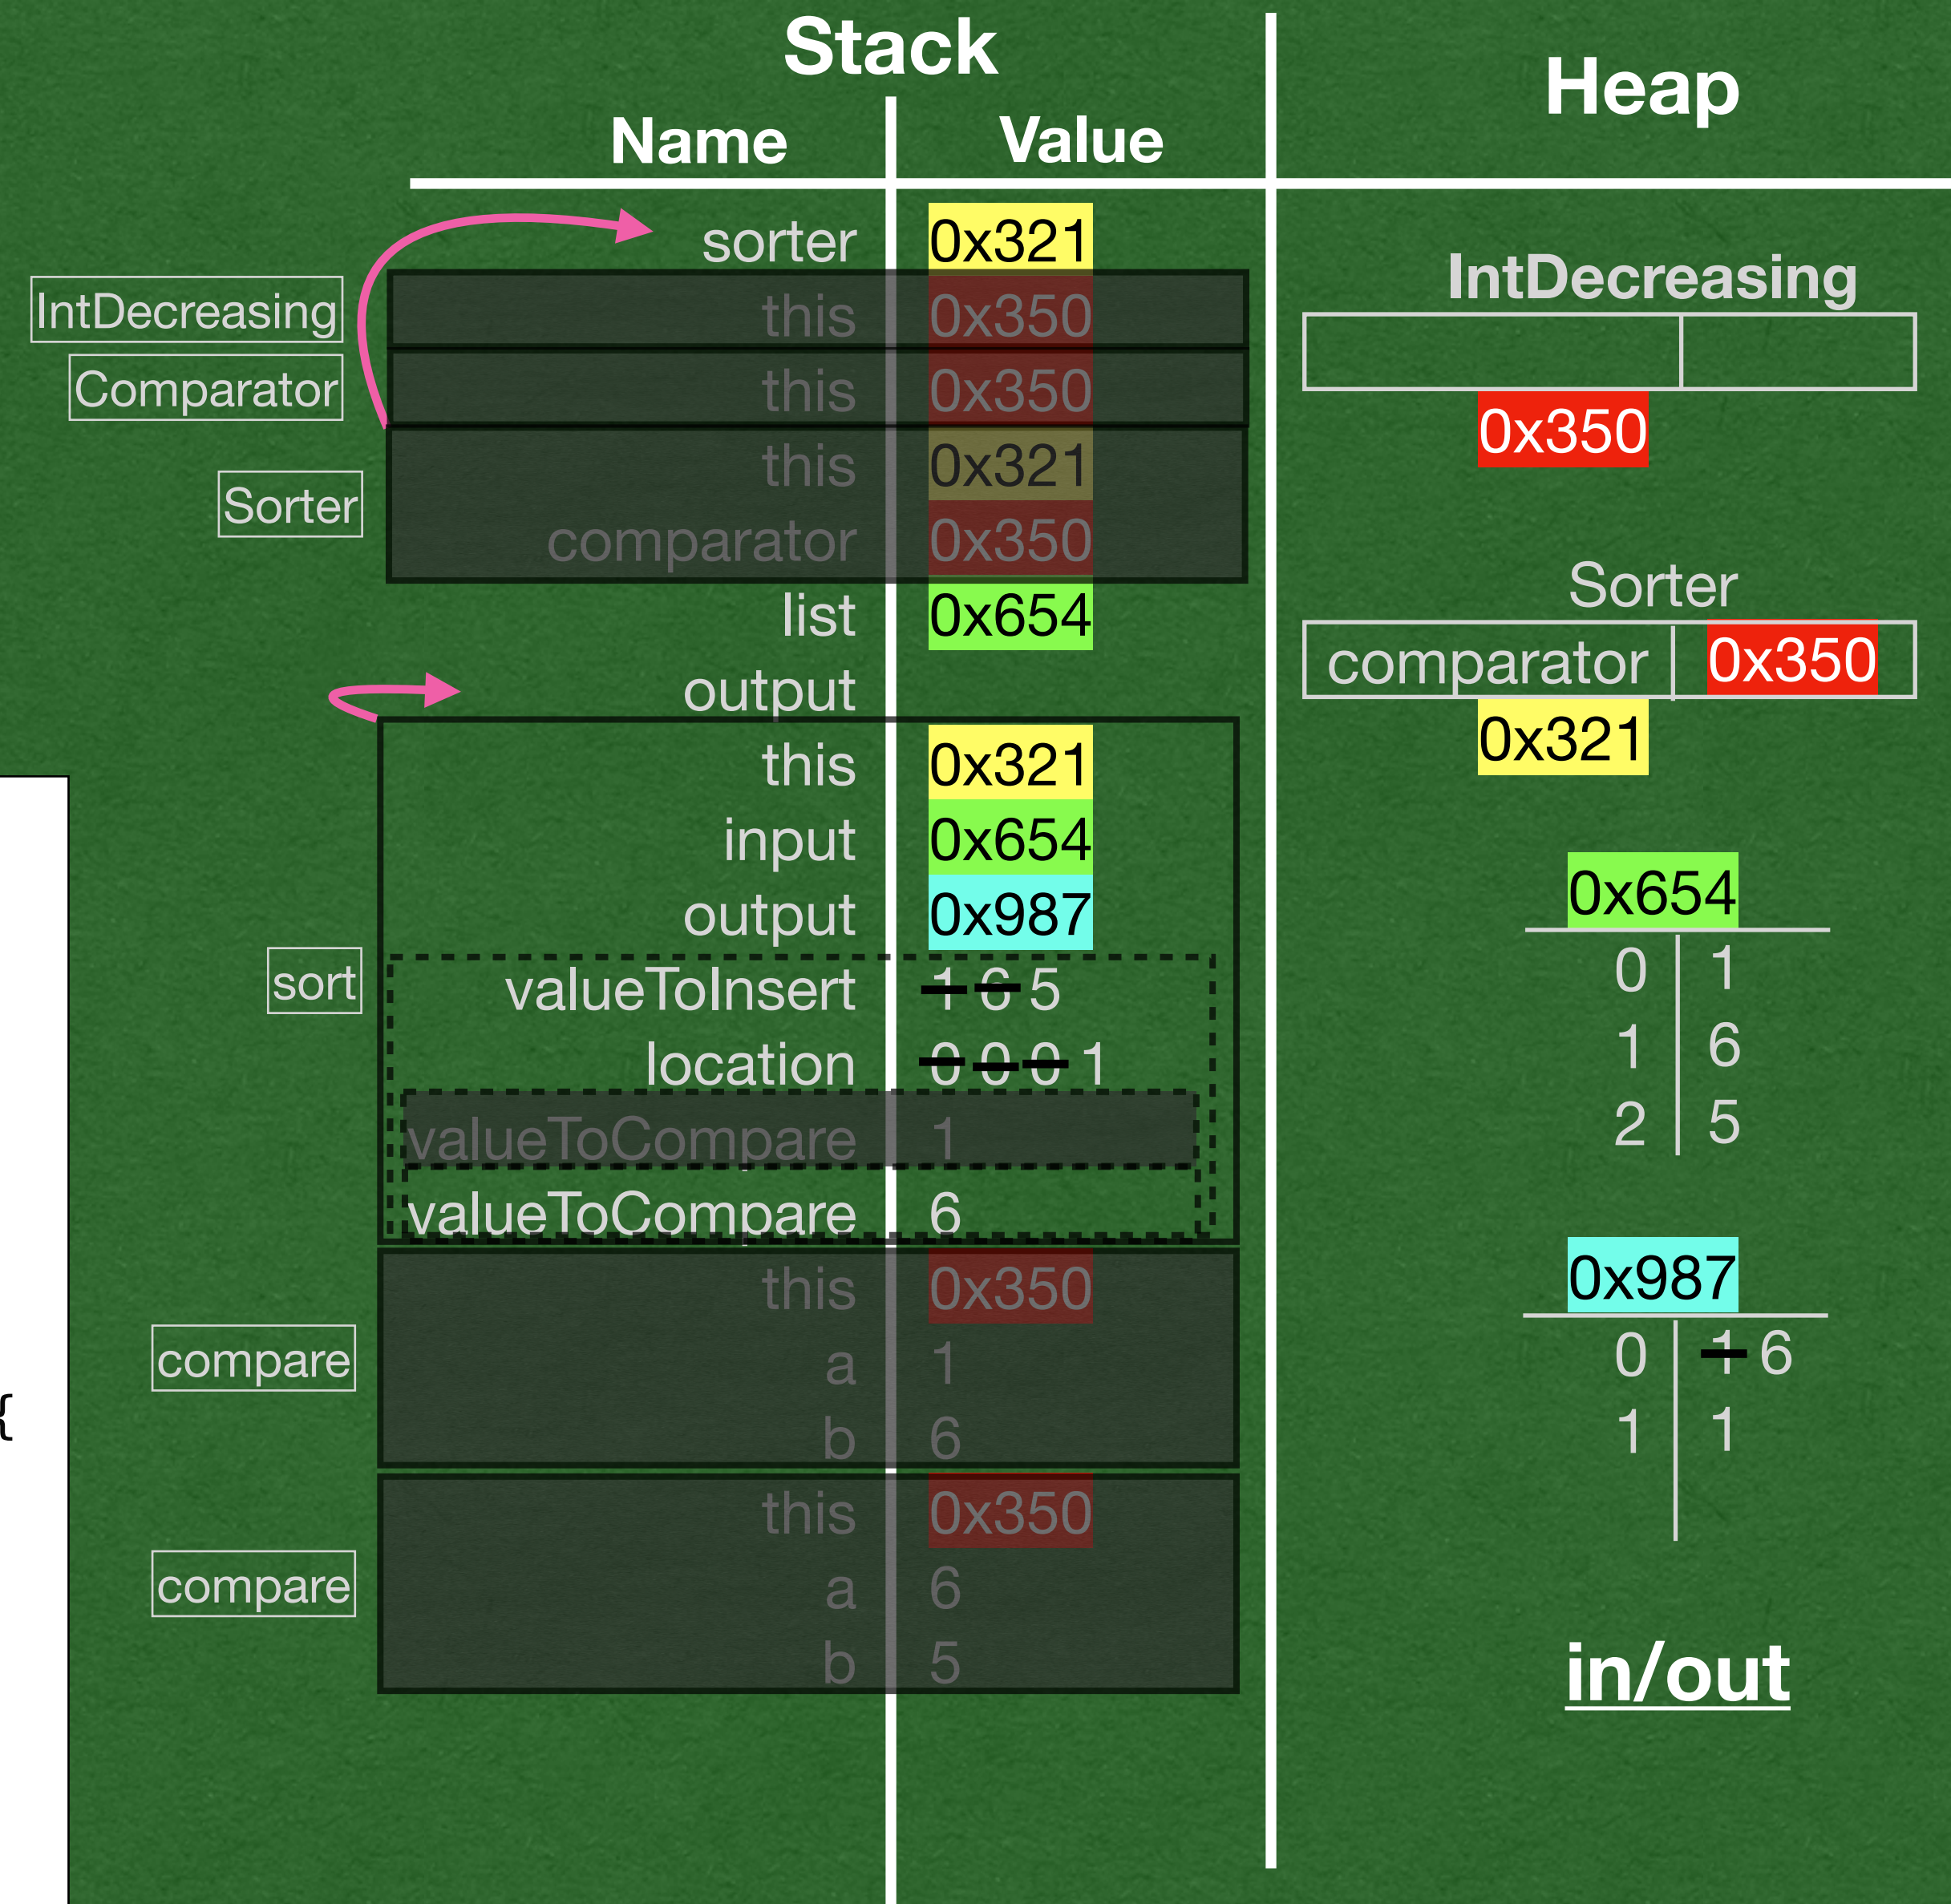 Stack
Heap
Name Value
sorter 0x321
IntDecreasing this 0x350
Comparator this 0x350
this 0x321
Sorter
comparator 0x350
list 0x654
output
this 0x321
input 0x654
output 0x987
sort
valueToInsert 1 6 5
location 0 0 0 1
valueToCompare 1
valueToCompare 6
this 0x350
compare a 1
b 6
this 0x350
compare a 6
b 5
{
IntDecreasing
0x350
Sorter
comparator 0x350
0x321
0x654
0 1
1 6
2 5
0x987
0 1 6
1 1
in/out